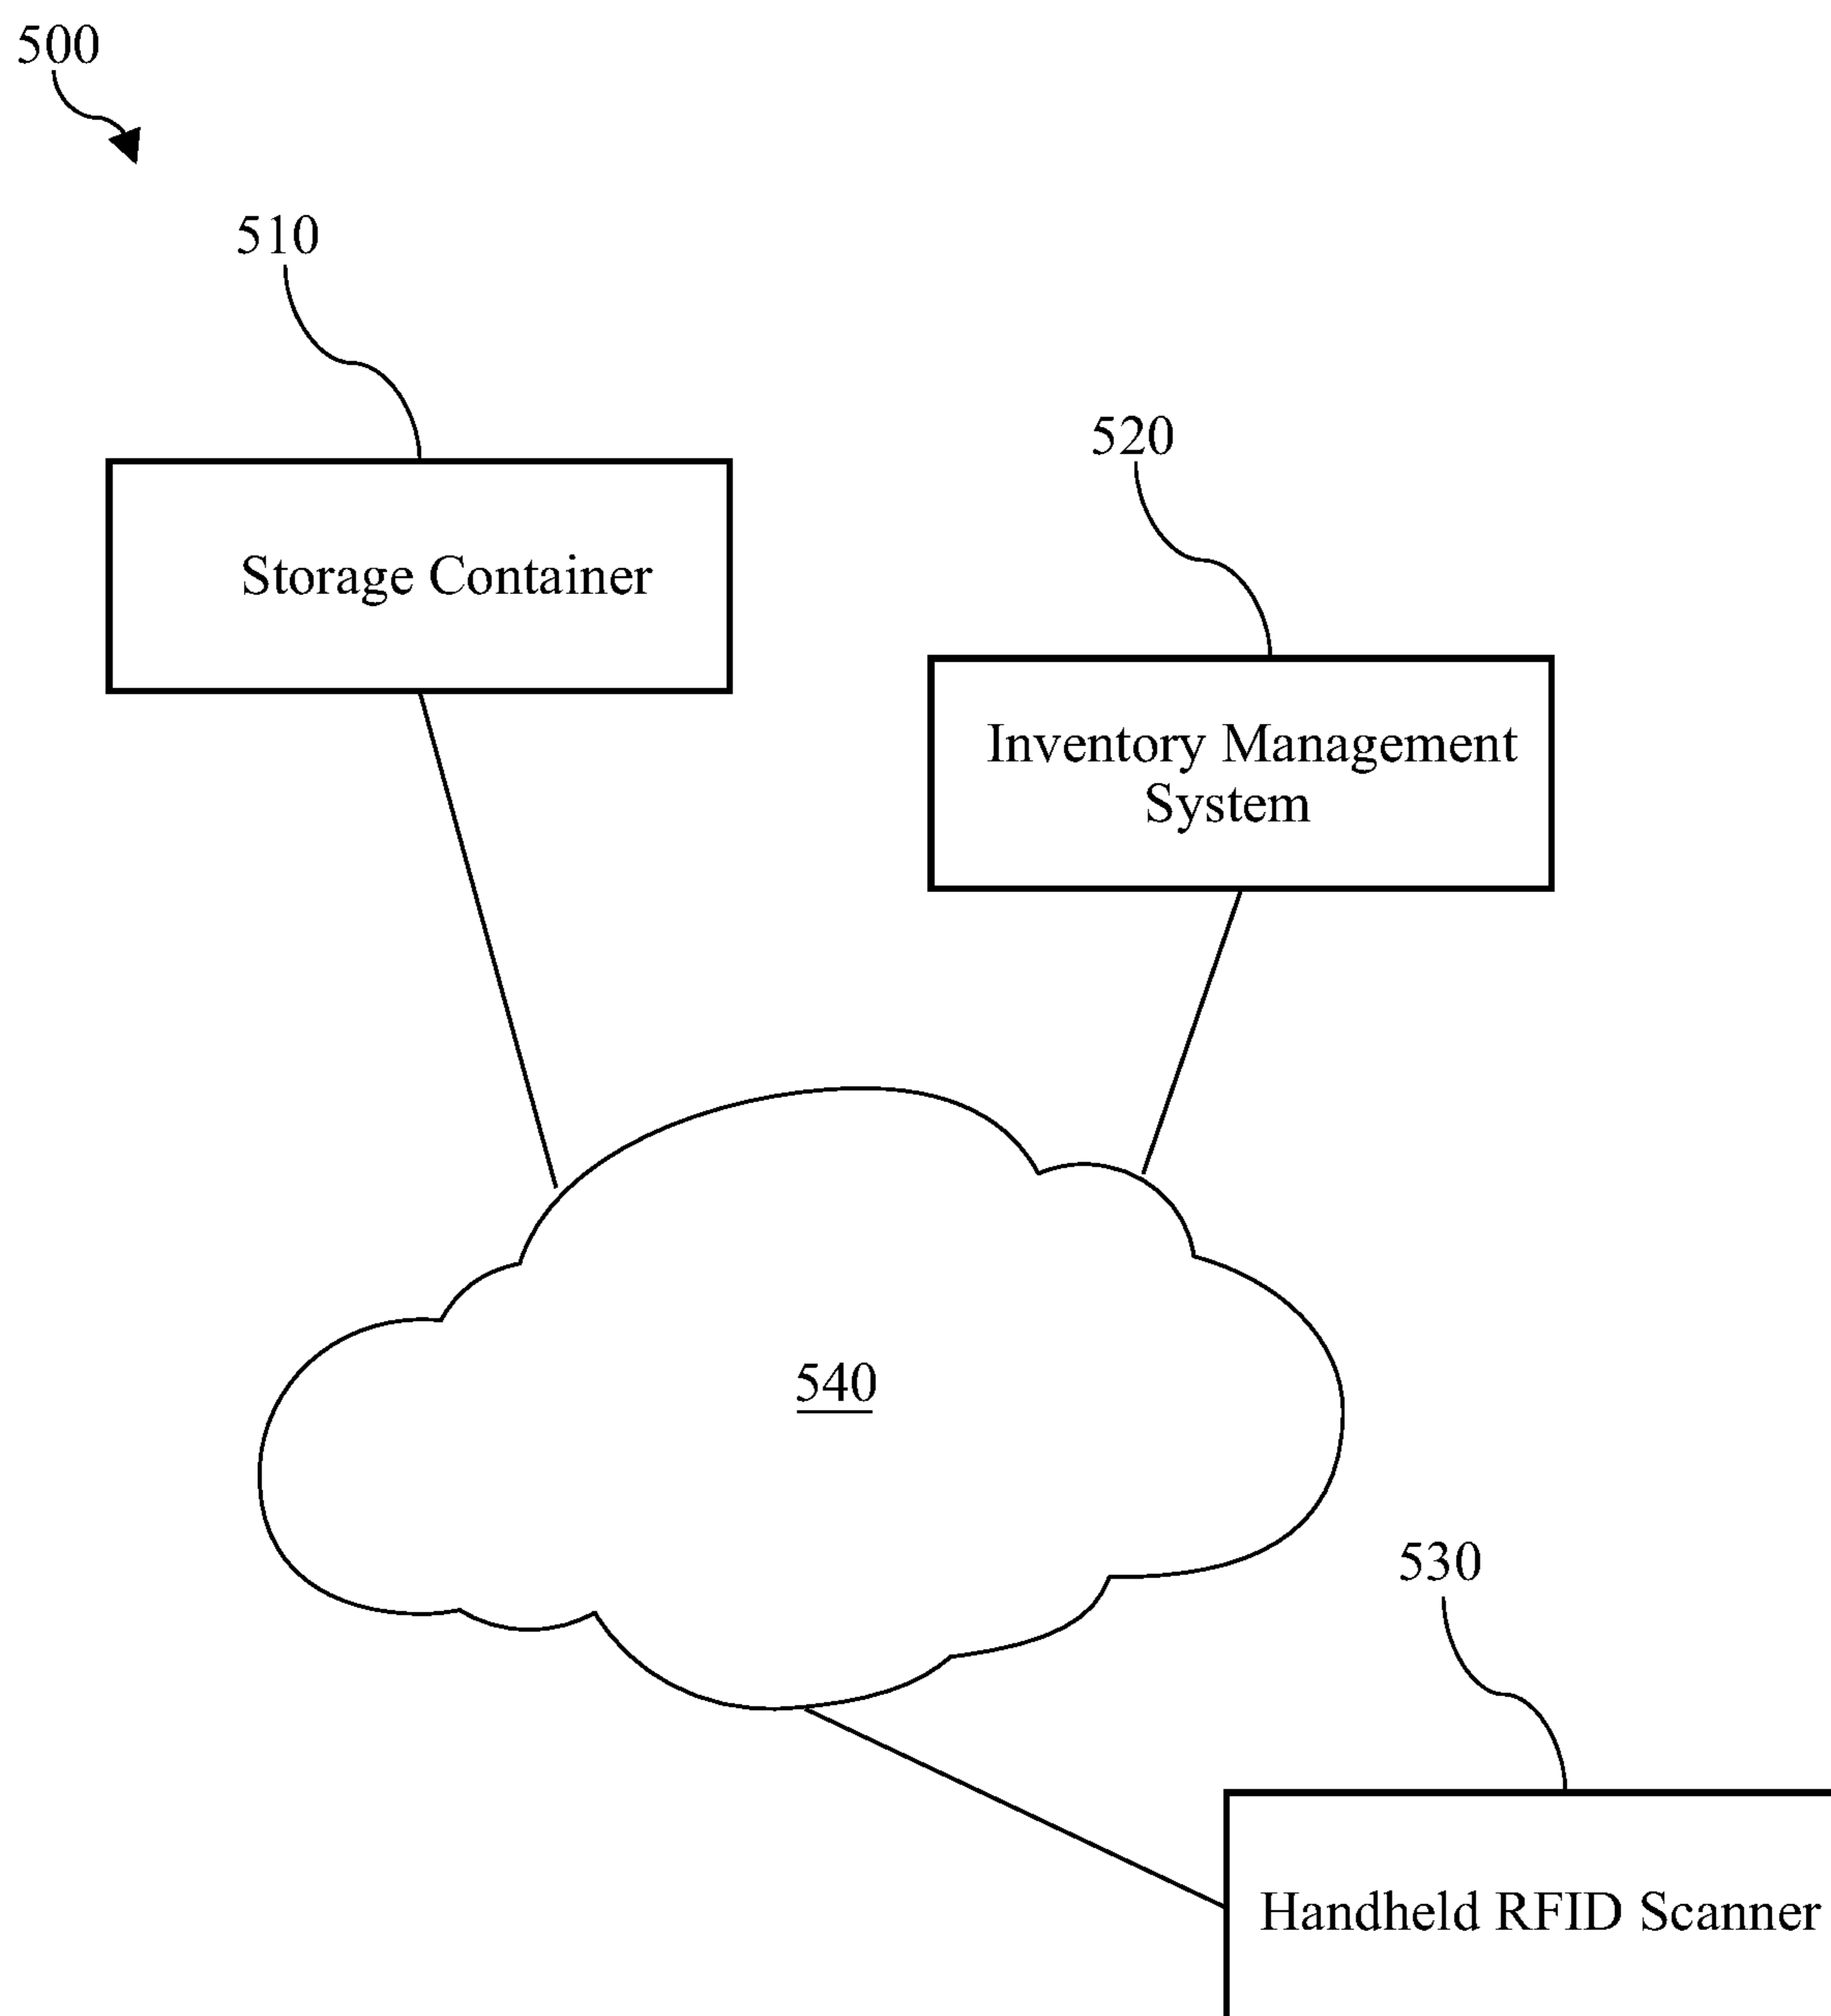 500
510
520
Storage Container
Inventory Management
System
540
530
Handheld RFID Scanner